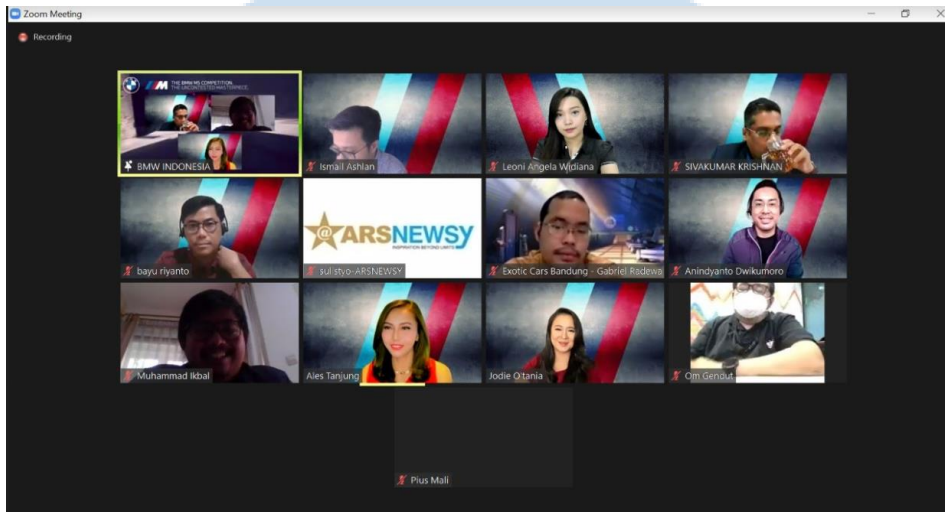 Zoom Meeting
Recording
THE BMW M5 COMPETITION.
THE UNCONTESTED MASTERPIECE.
BMW INDONESIA
Ismail Ashlan
Leoni Angela Widiana
SIVAKUMAR KRISHNAN
bayu riyanto
@ARSNEWSY
INSPIRATION BEYOND LIMITS
sulistyo-ARSNEWSY
Exotic Cars Bandung - Gabriel Radewa
Anindyanto Dwikumoro
Muhammad Ikbal
Ales Tanjung
Jodie O'tania
Om Gendut
Pius Mali